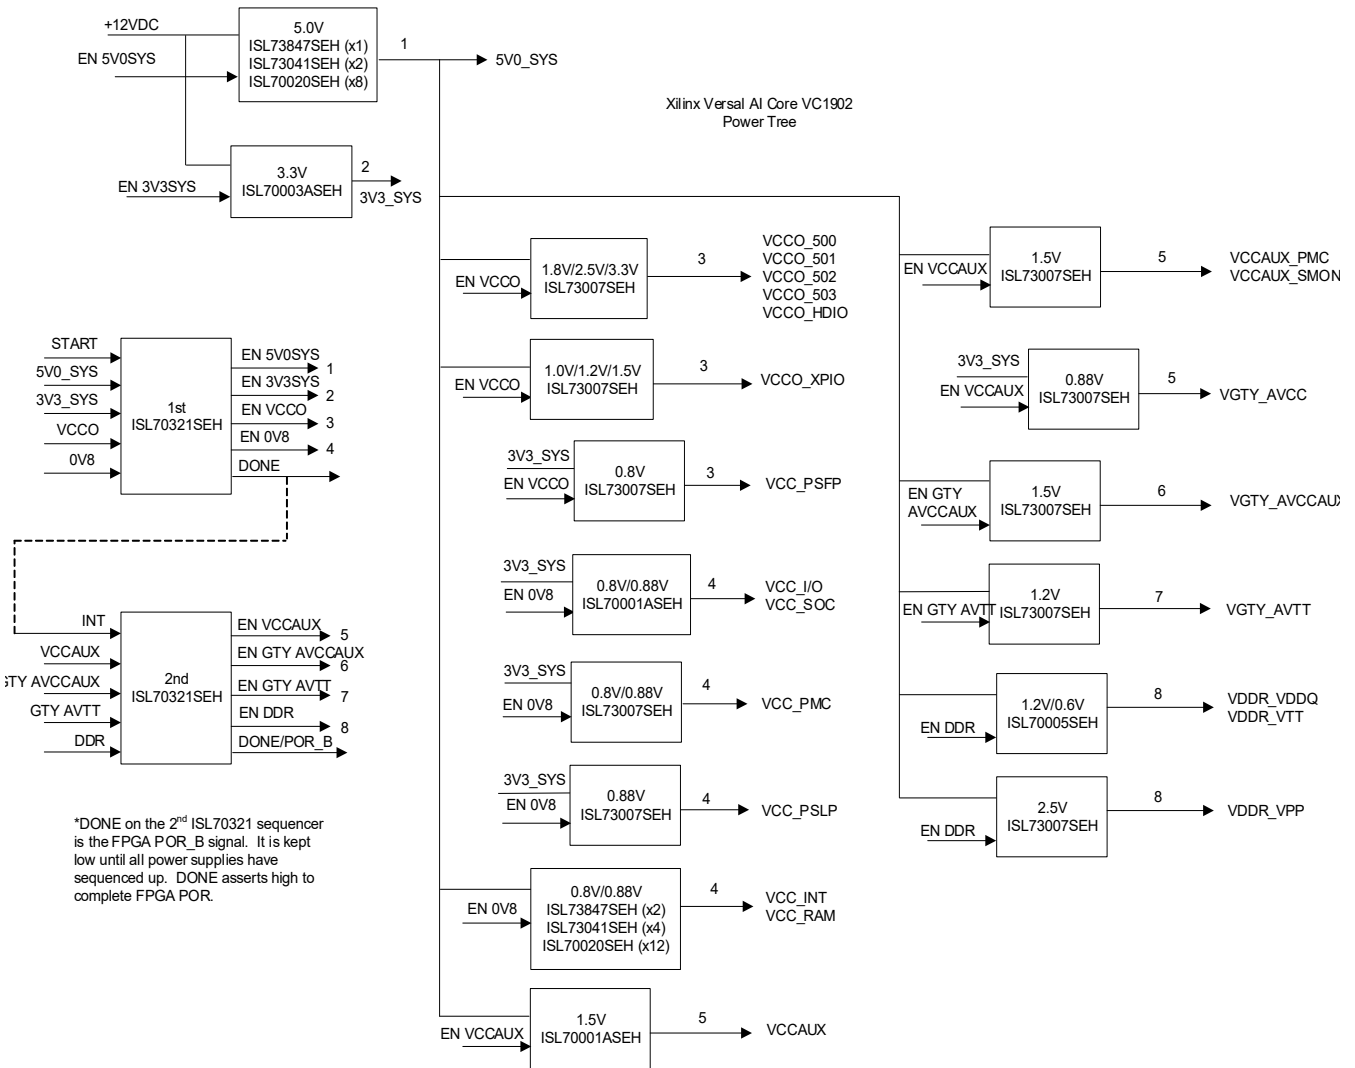 +12VDC
EN 5V0SYS
5.0V
ISL73847SEH (x1)
ISL73041SEH (x2)
ISL70020SEH (x8)
1
5V0_SYS
Xilinx Versal AI Core VC1902
Power Tree
EN 3V3SYS
3.3V
ISL70003ASEH
2
3V3_SYS
START
5V0_SYS
3V3_SYS
VCCO
0V8
1st
ISL70321SEH
EN 5V0SYS
1
EN 3V3SYS
2
EN VCCO
3
EN 0V8
4
DONE
INT
VCCAUX
GTY AVCCAUX
GTY AVTT
DDR
2nd
ISL70321SEH
EN VCCAUX
5
EN GTY AVCCAUX
6
EN GTY AVTT
7
EN DDR
8
DONE/POR_B
*DONE on the 2nd ISL70321 sequencer
is the FPGA POR_B signal. It is kept
low until all power supplies have
sequenced up. DONE asserts high to
complete FPGA POR.
EN VCCO
1.8V/2.5V/3.3V
ISL73007SEH
3
VCCO_500
VCCO_501
VCCO_502
VCCO_503
VCCO_HDIO
EN VCCO
1.0V/1.2V/1.5V
ISL73007SEH
3
VCCO_XPIO
3V3_SYS
EN VCCO
0.8V
ISL73007SEH
3
VCC_PSFP
3V3_SYS
EN 0V8
0.8V/0.88V
ISL70001ASEH
4
VCC_I/O
VCC_SOC
3V3_SYS
EN 0V8
0.8V/0.88V
ISL73007SEH
4
VCC_PMC
3V3_SYS
EN 0V8
0.88V
ISL73007SEH
4
VCC_PSLP
EN 0V8
0.8V/0.88V
ISL73847SEH (x2)
ISL73041SEH (x4)
ISL70020SEH (x12)
4
VCC_INT
VCC_RAM
EN VCCAUX
1.5V
ISL70001ASEH
5
VCCAUX
EN VCCAUX
1.5V
ISL73007SEH
5
VCCAUX_PMC
VCCAUX_SMON
3V3_SYS
EN VCCAUX
0.88V
ISL73007SEH
5
VGTY_AVCC
EN GTY
AVCCAUX
1.5V
ISL73007SEH
6
VGTY_AVCCAUX
EN GTY AVTT
1.2V
ISL73007SEH
7
VGTY_AVTT
EN DDR
1.2V/0.6V
ISL70005SEH
8
VDDR_VDDQ
VDDR_VTT
EN DDR
2.5V
ISL73007SEH
8
VDDR_VPP